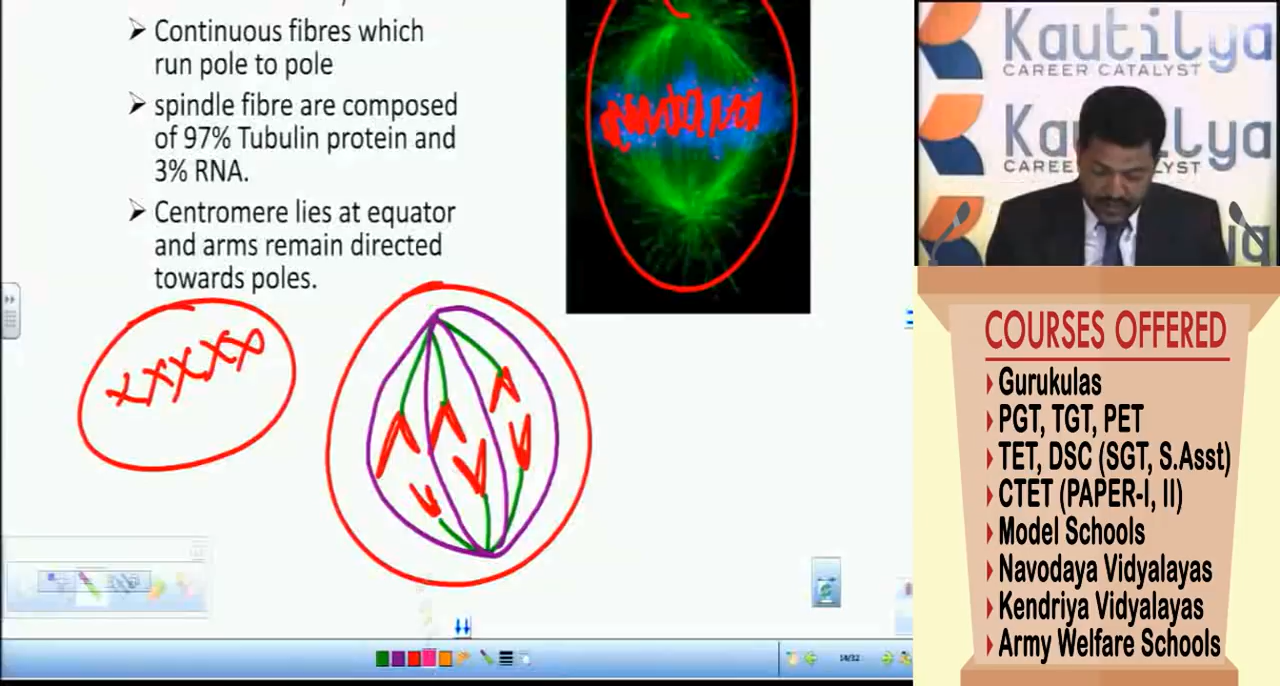 Continuous fibres which
run pole to pole
spindle fibre are composed
of 97% Tubulin protein and
3% RNA.
Centromere lies at equator
and arms remain directed
towards poles.
14/32
Kautilya
CAREER CATALYST
Kautilya
CAREER CATALYST
COURSES OFFERED
Gurukulas
PGT, TGT, PET
TET, DSC (SGT, S.Asst)
CTET (PAPER-I, II)
Model Schools
Navodaya Vidyalayas
Kendriya Vidyalayas
Army Welfare Schools